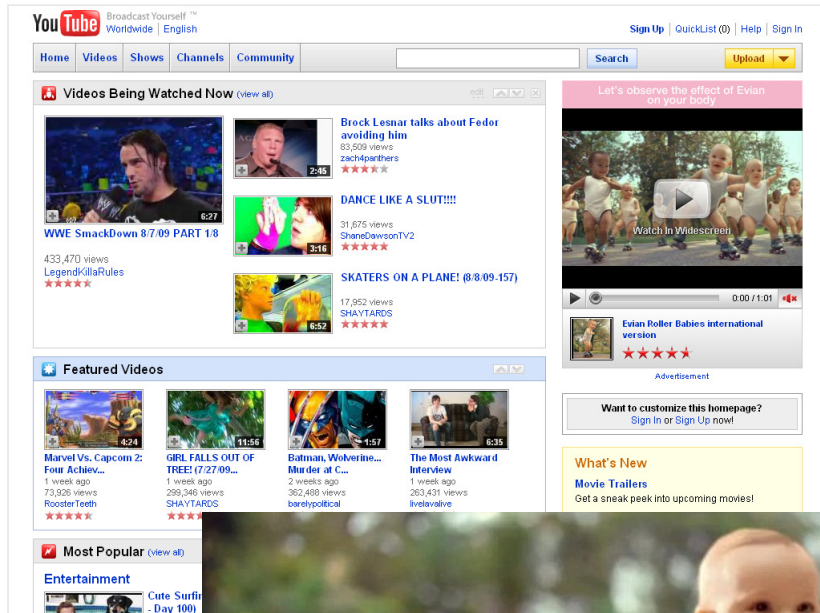 You Tube
Broadcast Yourself ™
Worldwide | English
Sign Up | QuickList (0) | Help | Sign In
Home Videos Shows Channels Community
Search
Upload
Videos Being Watched Now (view all)
edit
6:27
WWE SmackDown 8/7/09 PART 1/8
433,470 views
LegendKillaRules
2:45
Brock Lesnar talks about Fedor
avoiding him
83,509 views
zach4panthers
3:16
DANCE LIKE A SLUT!!!!
31,675 views
ShaneDawsonTV2
6:52
SKATERS ON A PLANE! (8/8/09-157)
17,952 views
SHAYTARDS
Let's observe the effect of Evian
on your body
Watch In Widescreen
0:00 / 1:01
Evian Roller Babies international
version
Advertisement
Featured Videos
4:24
Marvel Vs. Capcom 2:
Four Achiev...
1 week ago
73,926 views
RoosterTeeth
11:56
GIRL FALLS OUT OF
TREE! (7/27/09...
1 week ago
299,346 views
SHAYTARDS
1:57
Batman, Wolverine...
Murder at C...
2 weeks ago
362,488 views
barelypolitical
6:35
The Most Awkward
Interview
1 week ago
263,431 views
livelavalive
Want to customize this homepage?
Sign In or Sign Up now!
What's New
Movie Trailers
Get a sneak peek into upcoming movies!
Most Popular (view all)
Entertainment
Cute Surfin
- Day 100)